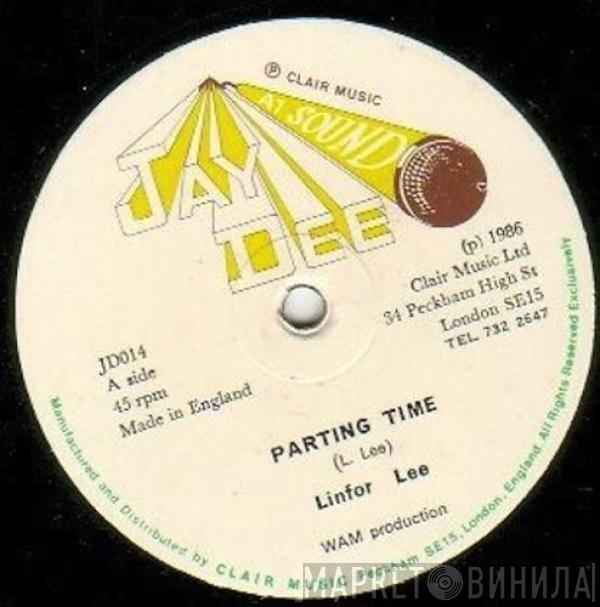 ℗ CLAIR MUSIC
A1 SOUND
JAY
DEE
(p) 1986
Clair Music Ltd
34 Peckham High St
London SE15
TEL. 732 2647
JD014
A side
45 rpm
Made in England
PARTING TIME
(L. Lee)
Linfor Lee
WAM production
Manufactured and Distributed by CLAIR MUSIC Peckham SE15, London, England. All Rights Reserved Exclusively
МАРКЕТ ВИНИЛА